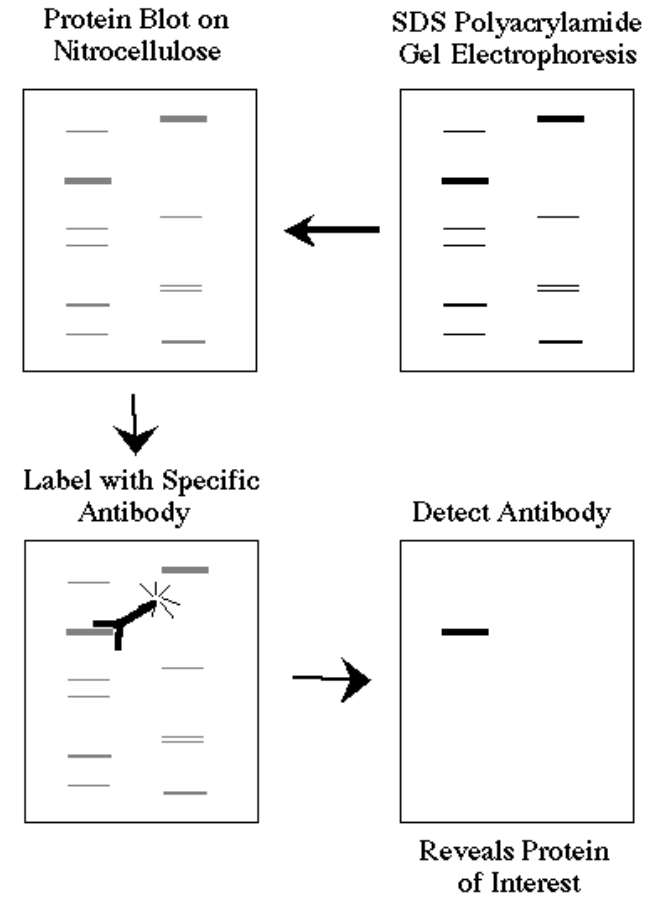 Protein Blot on
Nitrocellulose
SDS Polyacrylamide
Gel Electrophoresis
Label with Specific
Antibody
Detect Antibody
Reveals Protein
of Interest